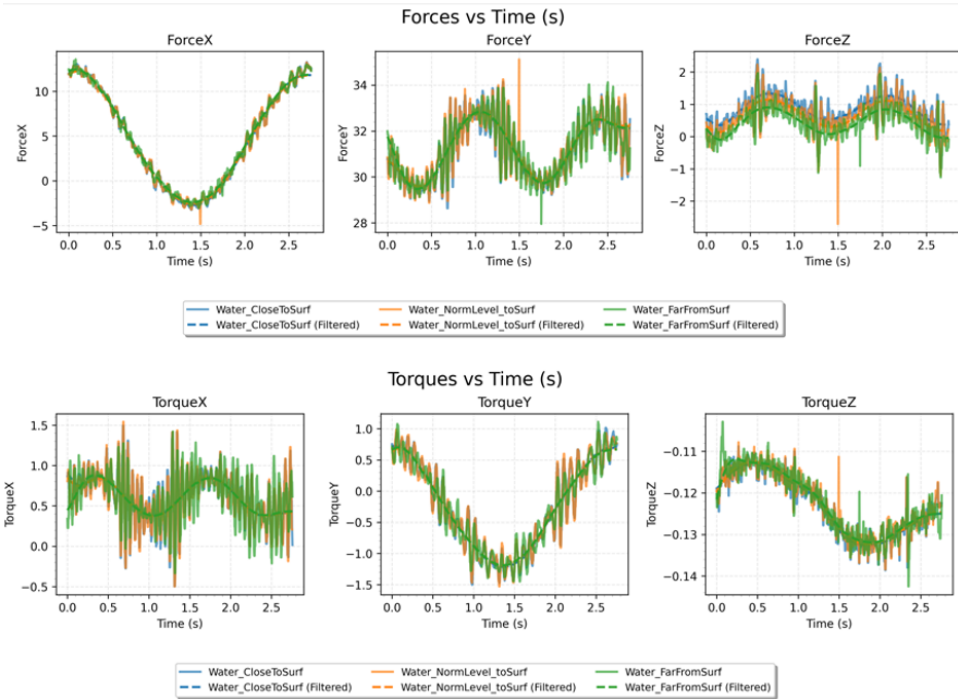 Forces vs Time (s)
ForceX
ForceY
ForceZ
ForceX
10
5
0
−5
0.0 0.5 1.0 1.5 2.0 2.5
Time (s)
ForceY
34
32
30
28
0.0 0.5 1.0 1.5 2.0 2.5
Time (s)
ForceZ
2
1
0
−1
−2
0.0 0.5 1.0 1.5 2.0 2.5
Time (s)
Water_CloseToSurf Water_NormLevel_toSurf Water_FarFromSurf
Water_CloseToSurf (Filtered) Water_NormLevel_toSurf (Filtered) Water_FarFromSurf (Filtered)
Torques vs Time (s)
TorqueX
TorqueY
TorqueZ
TorqueX
1.5
1.0
0.5
0.0
−0.5
0.0 0.5 1.0 1.5 2.0 2.5
Time (s)
TorqueY
1.0
0.5
0.0
−0.5
−1.0
−1.5
0.0 0.5 1.0 1.5 2.0 2.5
Time (s)
TorqueZ
−0.11
−0.12
−0.13
−0.14
0.0 0.5 1.0 1.5 2.0 2.5
Time (s)
Water_CloseToSurf Water_NormLevel_toSurf Water_FarFromSurf
Water_CloseToSurf (Filtered) Water_NormLevel_toSurf (Filtered) Water_FarFromSurf (Filtered)